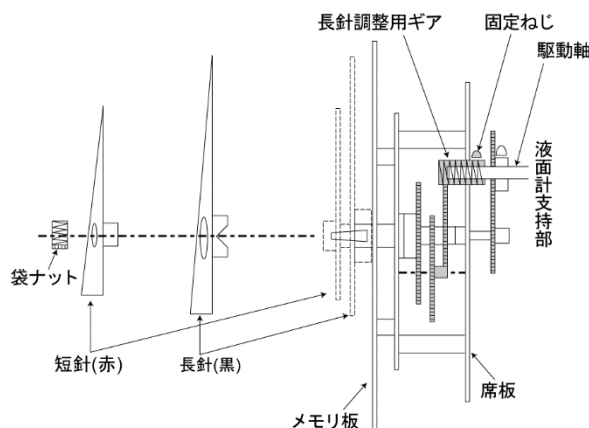 長針調整用ギア
固定ねじ
駆動軸
液面計支持部
袋ナット
短針(赤)
長針(黒)
メモリ板
席板